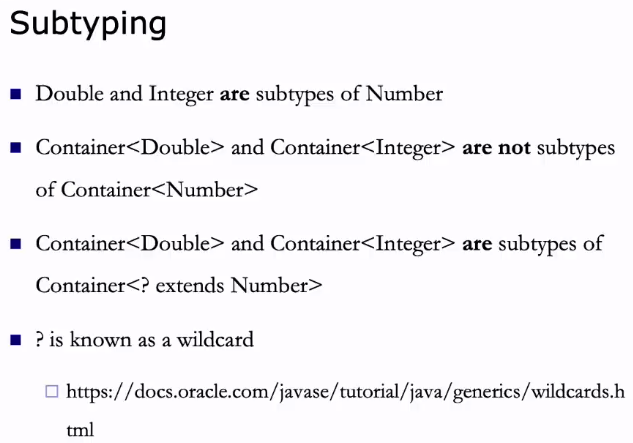 Subtyping
Double and Integer are subtypes of Number
Container<Double> and Container<Integer> are not subtypes
of Container<Number>
Container<Double> and Container<Integer> are subtypes of
Container<? extends Number>
? is known as a wildcard
https://docs.oracle.com/javase/tutorial/java/generics/wildcards.h
tml